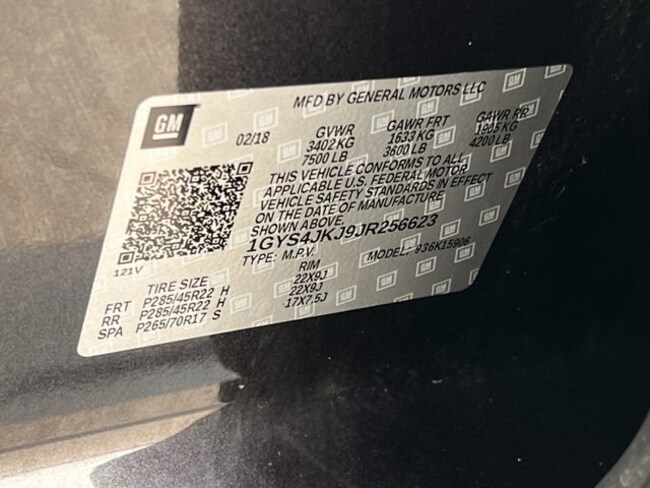 MFD BY GENERAL MOTORS LLC
GM
02/18
GVWR GAWR FRT GAWR RR
3402 KG 1633 KG 1905 KG
7500 LB 3600 LB 4200 LB
THIS VEHICLE CONFORMS TO ALL
APPLICABLE U.S. FEDERAL MOTOR
VEHICLE SAFETY STANDARDS IN EFFECT
ON THE DATE OF MANUFACTURE
SHOWN ABOVE.
1GYS4JKJ9JR256623
TYPE: M.P.V. MODEL: 936K15906
121V
TIRE SIZE RIM
FRT P285/45R22 H 22X9J
RR P285/45R22 H 22X9J
SPA P265/70R17 S 17X7.5J